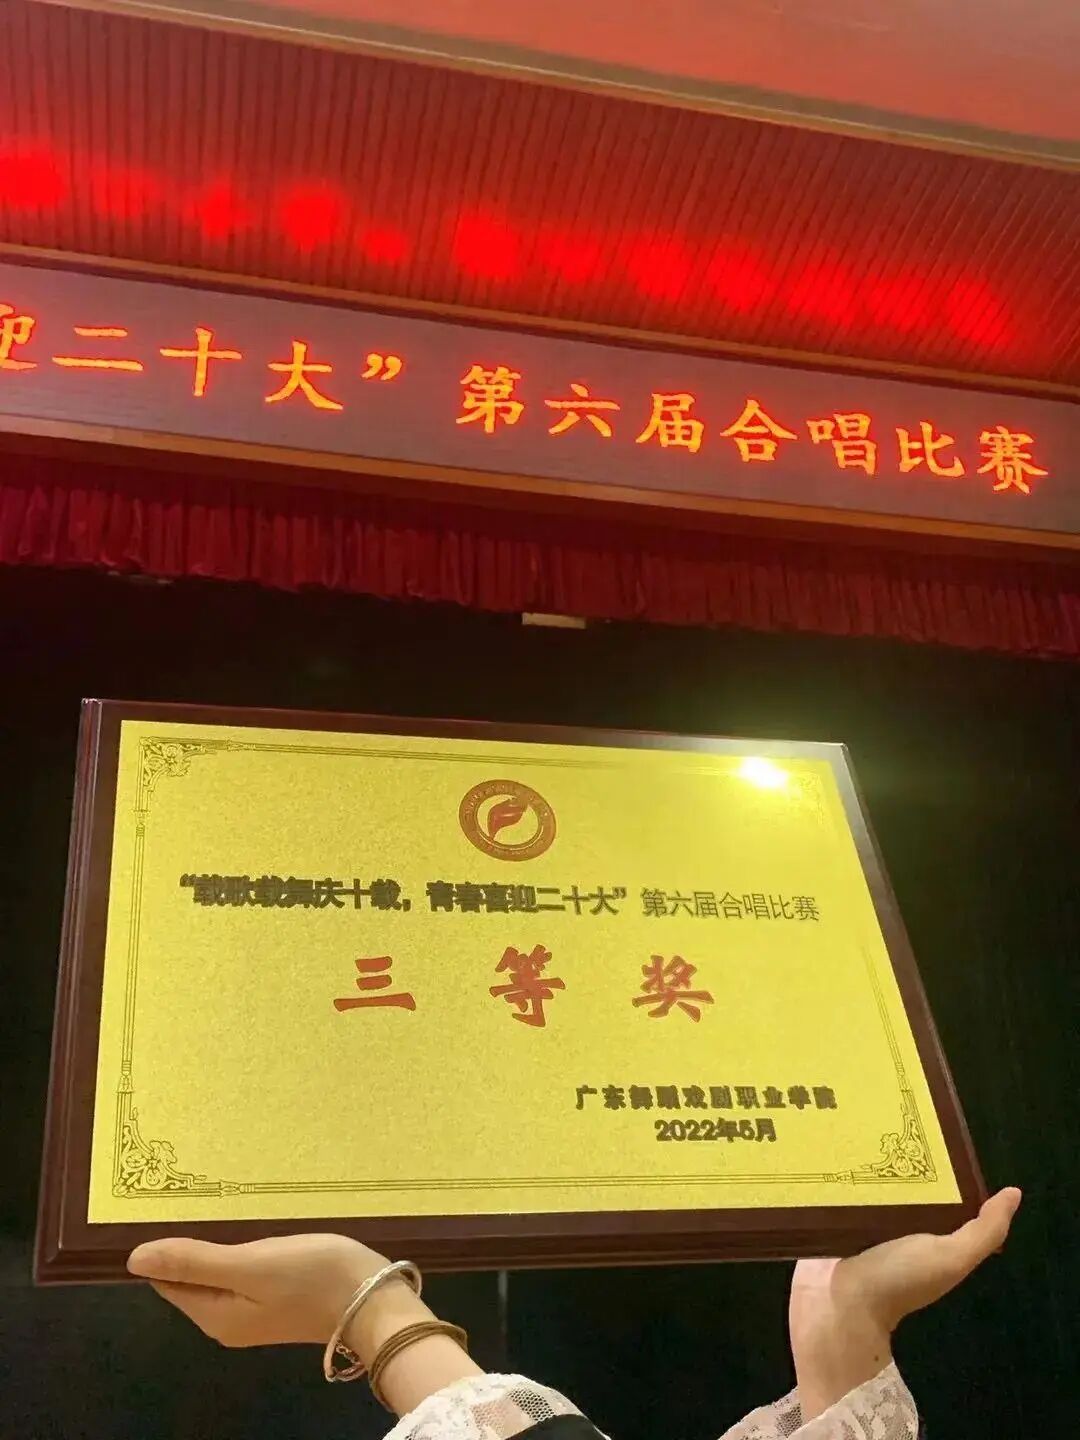 迎二十大”第六届合唱比赛
“载歌载舞庆十载，青春喜迎二十大”第六届合唱比赛
三等奖
广东舞蹈戏剧职业学院
2022年5月